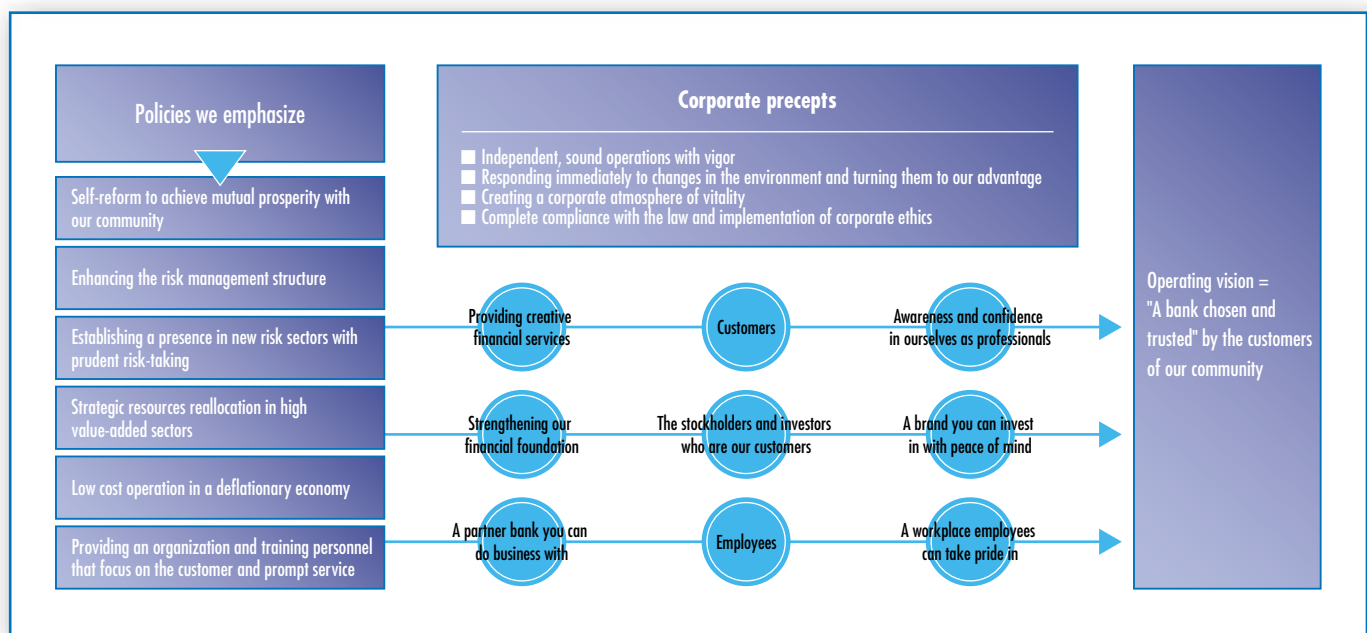 Policies we emphasize
Self-reform to achieve mutual prosperity with
our community
Enhancing the risk management structure
Establishing a presence in new risk sectors with
prudent risk-taking
Strategic resources reallocation in high
value-added sectors
Low cost operation in a deflationary economy
Providing an organization and training personnel
that focus on the customer and prompt service
Corporate precepts
■ Independent, sound operations with vigor
■ Responding immediately to changes in the environment and turning them to our advantage
■ Creating a corporate atmosphere of vitality
■ Complete compliance with the law and implementation of corporate ethics
Providing creative
financial services
Customers
Awareness and confidence
in ourselves as professionals
Strengthening our
financial foundation
The stockholders and investors
who are our customers
A brand you can invest
in with peace of mind
A partner bank you can
do business with
Employees
A workplace employees
can take pride in
Operating vision =
"A bank chosen and
trusted" by the customers
of our community